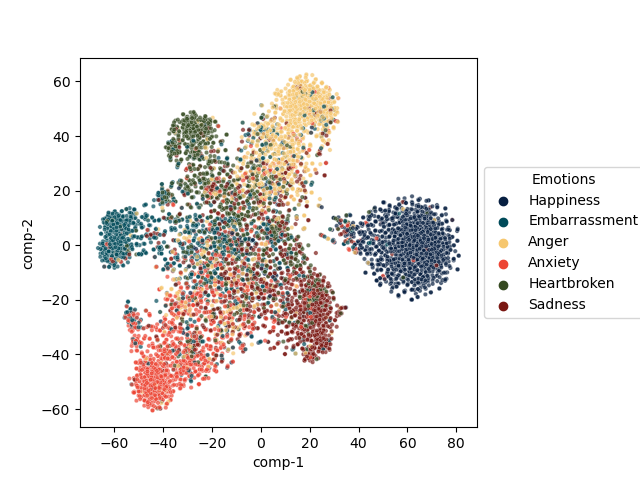 comp-2
60
40
20
0
−20
−40
−60
−60 −40 −20 0 20 40 60 80
comp-1
Emotions
Happiness
Embarrassment
Anger
Anxiety
Heartbroken
Sadness